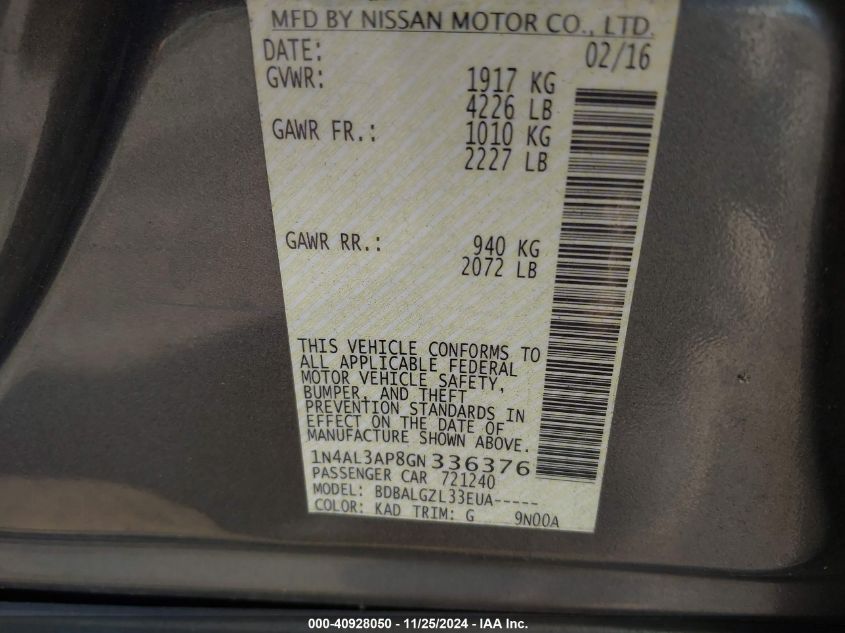 MFD BY NISSAN MOTOR CO., LTD.
DATE: 02/16
GVWR: 1917 KG
4226 LB
GAWR FR.: 1010 KG
2227 LB
GAWR RR.: 940 KG
2072 LB
THIS VEHICLE CONFORMS TO
ALL APPLICABLE FEDERAL
MOTOR VEHICLE SAFETY,
BUMPER, AND THEFT
PREVENTION STANDARDS IN
EFFECT ON THE DATE OF
MANUFACTURE SHOWN ABOVE.
1N4AL3AP8GN336376
PASSENGER CAR 721240
MODEL: BDBALGZL33EUA-----
COLOR: KAD TRIM: G 9N00A
000-40928050 - 11/25/2024 - IAA Inc.